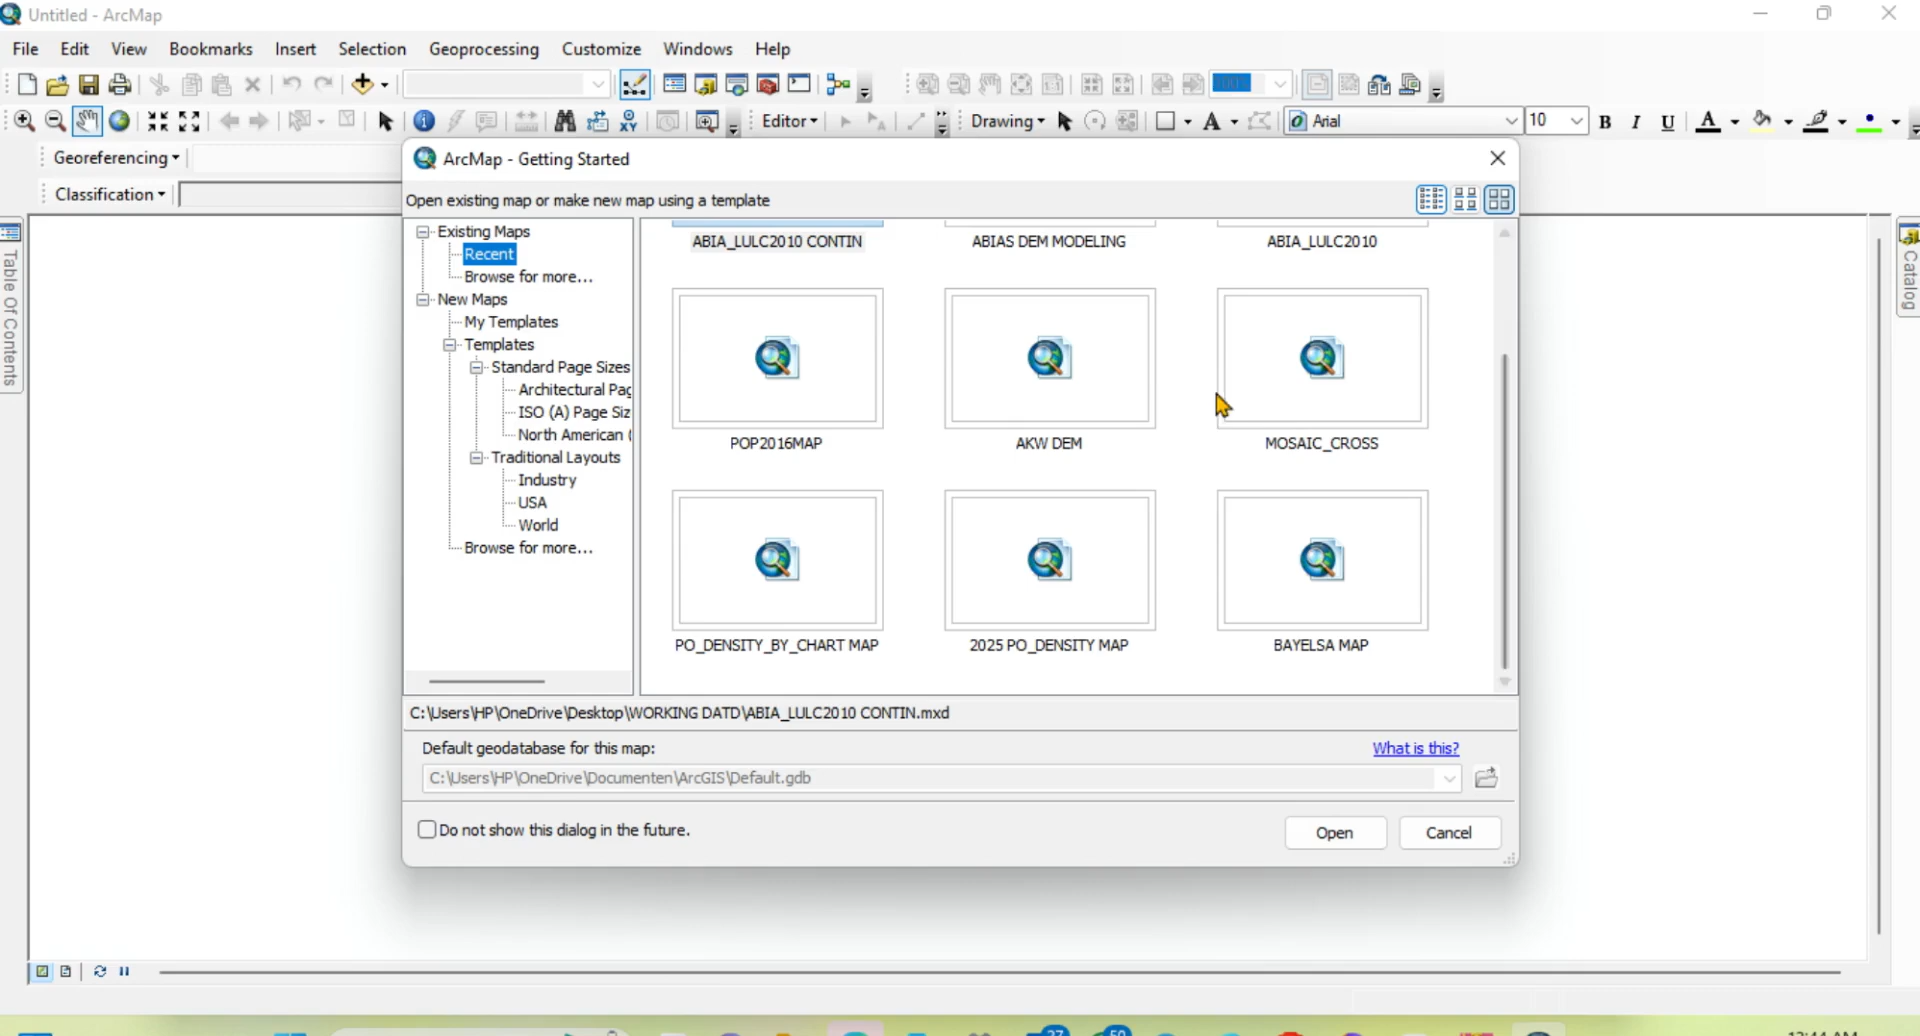 Untitled - ArcMap
File Edit View Bookmarks Insert Selection Geoprocessing Customize Windows Help
Editor Drawing Arial 10 B I U A
Georeferencing
Classification
Table Of Contents
Catalog
ArcMap - Getting Started
Open existing map or make new map using a template
Existing Maps
Recent
Browse for more...
New Maps
My Templates
Templates
Standard Page Sizes
Architectural Pag
ISO (A) Page Siz
North American (
Traditional Layouts
Industry
USA
World
Browse for more...
ABIA_LULC2010 CONTIN ABIAS DEM MODELING ABIA_LULC2010
POP2016MAP AKW DEM MOSAIC_CROSS
PO_DENSITY_BY_CHART MAP 2025 PO_DENSITY MAP BAYELSA MAP
C:\Users\HP\OneDrive\Desktop\WORKING DATD\ABIA_LULC2010 CONTIN.mxd
Default geodatabase for this map: What is this?
C:\Users\HP\OneDrive\Documenten\ArcGIS\Default.gdb
Do not show this dialog in the future.
Open Cancel